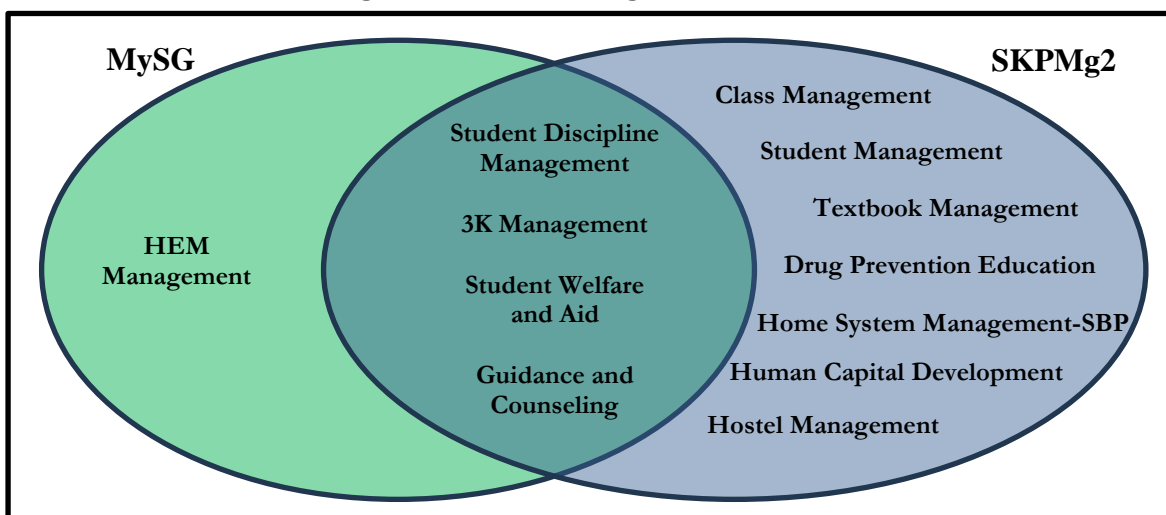 MySG
SKPMg2
HEM
Management
Student Discipline
Management
3K Management
Student Welfare
and Aid
Guidance and
Counseling
Class Management
Student Management
Textbook Management
Drug Prevention Education
Home System Management-SBP
Human Capital Development
Hostel Management